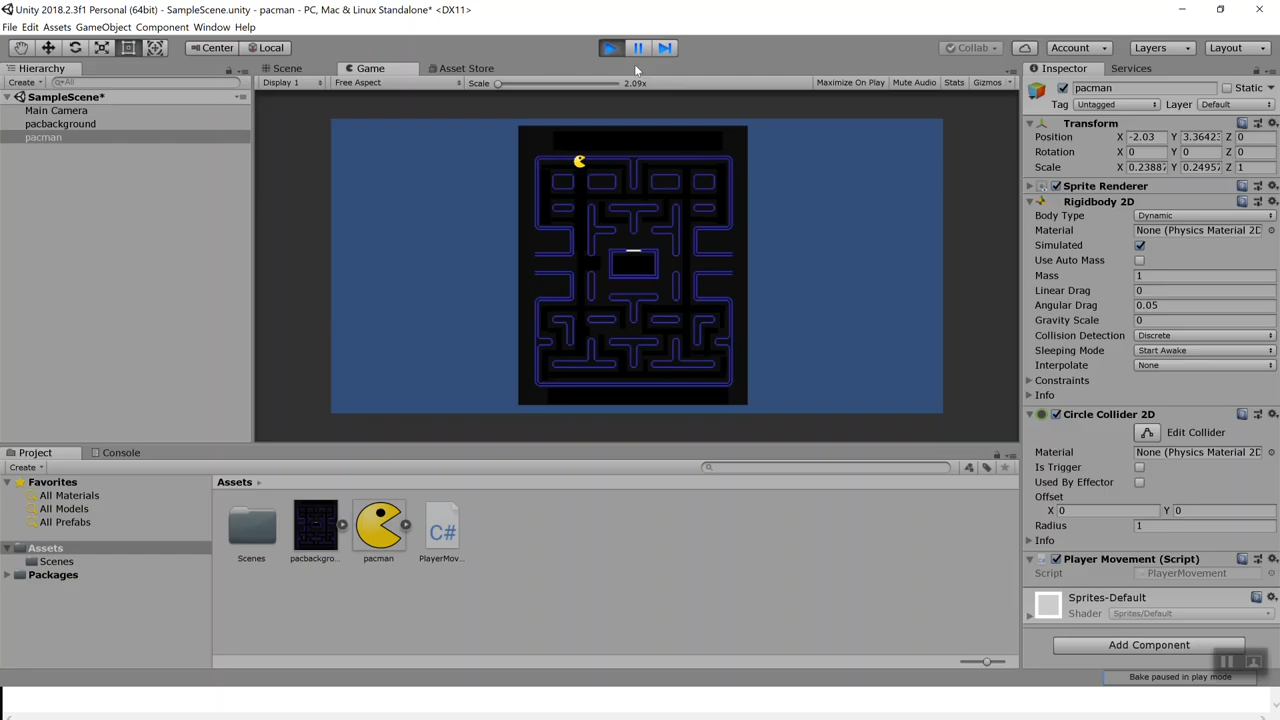 Unity 2018.2.3f1 Personal (64bit) - SampleScene.unity - pacman - PC, Mac & Linux Standalone* <DX11>
File Edit Assets GameObject Component Window Help
Center Local Collab Account Layers Layout
Hierarchy
Create All
SampleScene*
Main Camera
pacbackground
pacman
Scene Game Asset Store
Display 1 Free Aspect Scale 2.09x Maximize On Play Mute Audio Stats Gizmos
Inspector Services
pacman Static
Tag Untagged Layer Default
Transform
Position X -2.03 Y 3.3642 Z 0
Rotation X 0 Y 0 Z 0
Scale X 0.2388 Y 0.2495 Z 1
Sprite Renderer
Rigidbody 2D
Body Type Dynamic
Material None (Physics Material 2D
Simulated
Use Auto Mass
Mass 1
Linear Drag 0
Angular Drag 0.05
Gravity Scale 0
Collision Detection Discrete
Sleeping Mode Start Awake
Interpolate None
Constraints
Info
Circle Collider 2D
Edit Collider
Material None (Physics Material 2D
Is Trigger
Used By Effector
Offset
X 0 Y 0
Radius 1
Info
Player Movement (Script)
Script PlayerMovement
Sprites-Default
Shader Sprites/Default
Add Component
Bake paused in play mode
Project Console
Create
Favorites
All Materials
All Models
All Prefabs
Assets
Scenes
Packages
Assets
C#
Scenes pacbackgro... pacman PlayerMov...